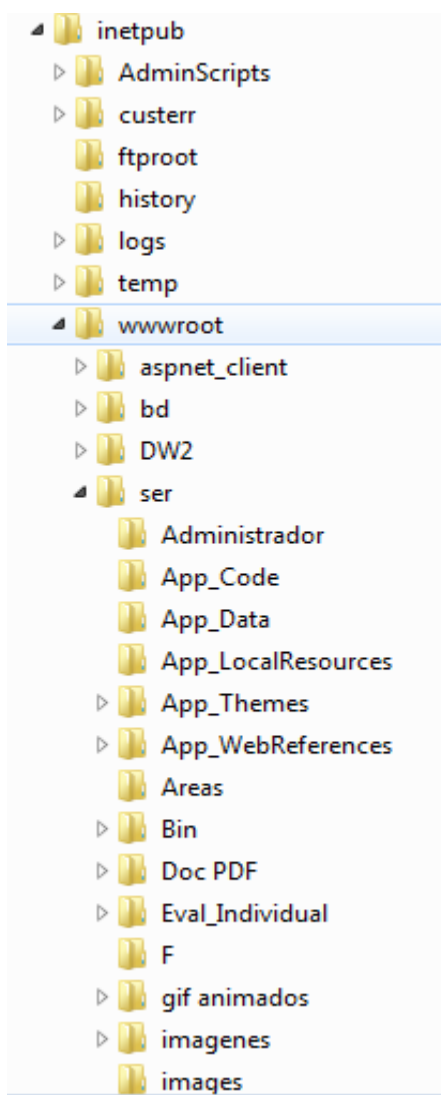 inetpub
AdminScripts
custerr
ftproot
history
logs
temp
wwwroot
aspnet_client
bd
DW2
ser
Administrador
App_Code
App_Data
App_LocalResources
App_Themes
App_WebReferences
Areas
Bin
Doc PDF
Eval_Individual
F
gif animados
imagenes
images